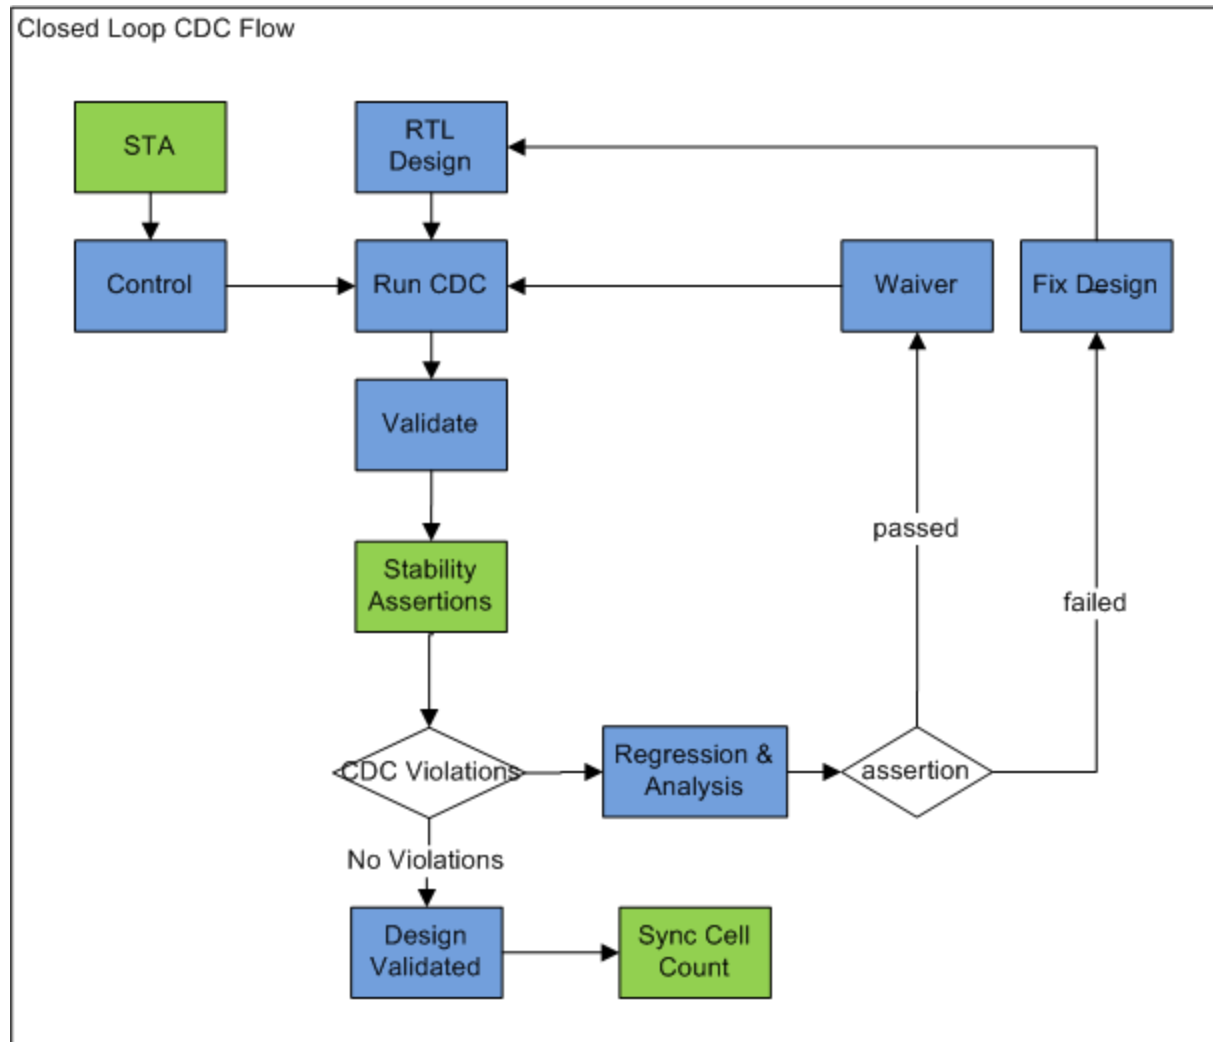 Closed Loop CDC Flow
STA
RTL
Design
Control
Run CDC
Waiver
Fix Design
Validate
passed
Stability
Assertions
failed
CDC Violations
Regression &
Analysis
assertion
No Violations
Design
Validated
Sync Cell
Count